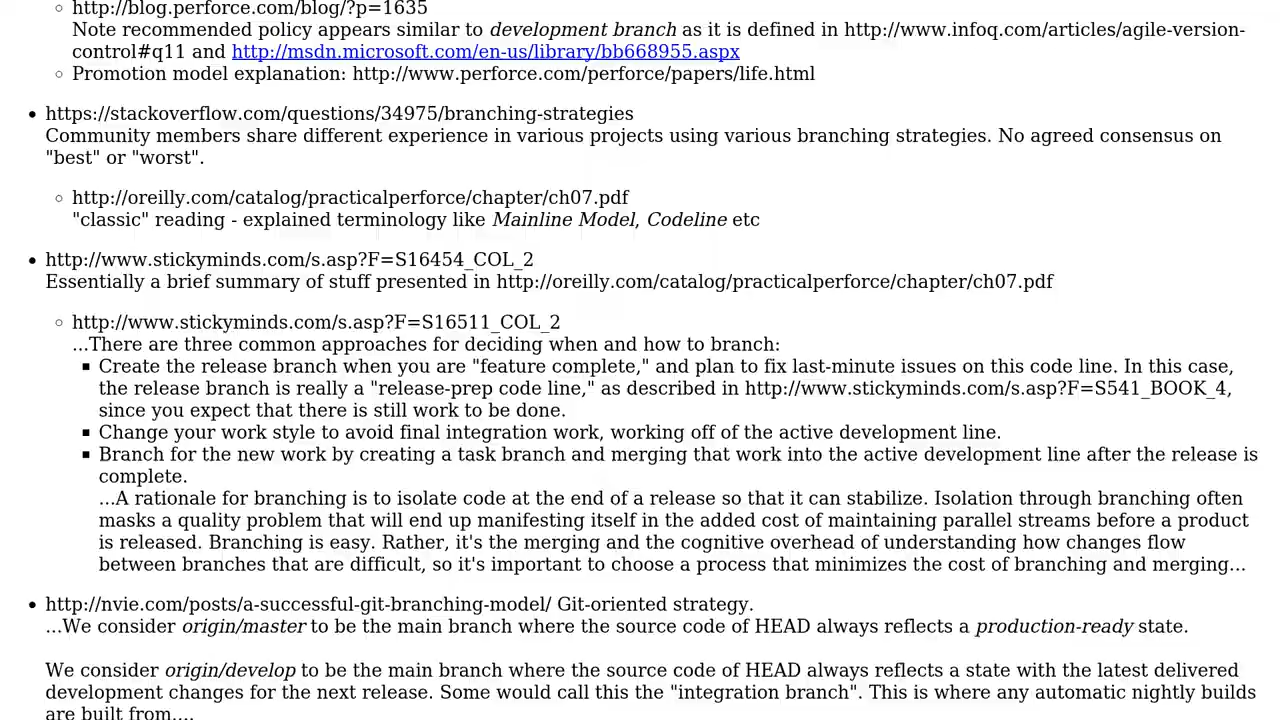 http://blog.perforce.com/blog/?p=1635
Note recommended policy appears similar to development branch as it is defined in http://www.infoq.com/articles/agile-version-
control#q11 and http://msdn.microsoft.com/en-us/library/bb668955.aspx
Promotion model explanation: http://www.perforce.com/perforce/papers/life.html
https://stackoverflow.com/questions/34975/branching-strategies
Community members share different experience in various projects using various branching strategies. No agreed consensus on
"best" or "worst".
http://oreilly.com/catalog/practicalperforce/chapter/ch07.pdf
"classic" reading - explained terminology like Mainline Model, Codeline etc
http://www.stickyminds.com/s.asp?F=S16454_COL_2
Essentially a brief summary of stuff presented in http://oreilly.com/catalog/practicalperforce/chapter/ch07.pdf
http://www.stickyminds.com/s.asp?F=S16511_COL_2
...There are three common approaches for deciding when and how to branch:
Create the release branch when you are "feature complete," and plan to fix last-minute issues on this code line. In this case,
the release branch is really a "release-prep code line," as described in http://www.stickyminds.com/s.asp?F=S541_BOOK_4,
since you expect that there is still work to be done.
Change your work style to avoid final integration work, working off of the active development line.
Branch for the new work by creating a task branch and merging that work into the active development line after the release is
complete.
...A rationale for branching is to isolate code at the end of a release so that it can stabilize. Isolation through branching often
masks a quality problem that will end up manifesting itself in the added cost of maintaining parallel streams before a product
is released. Branching is easy. Rather, it's the merging and the cognitive overhead of understanding how changes flow
between branches that are difficult, so it's important to choose a process that minimizes the cost of branching and merging...
http://nvie.com/posts/a-successful-git-branching-model/ Git-oriented strategy.
...We consider origin/master to be the main branch where the source code of HEAD always reflects a production-ready state.
We consider origin/develop to be the main branch where the source code of HEAD always reflects a state with the latest delivered
development changes for the next release. Some would call this the "integration branch". This is where any automatic nightly builds
are built from....